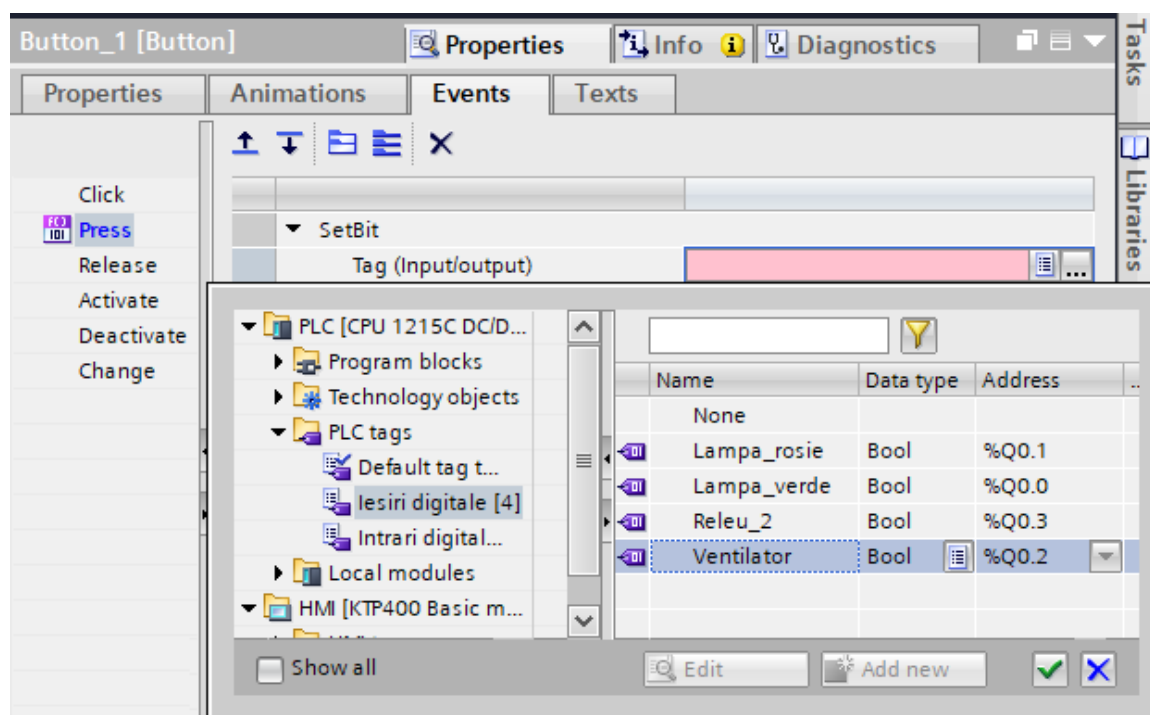 Button_1 [Button]
Properties
Info
Diagnostics
Tasks
Libraries
Properties
Animations
Events
Texts
Click
Press
Release
Activate
Deactivate
Change
SetBit
Tag (Input/output)
PLC [CPU 1215C DC/D...
Program blocks
Technology objects
PLC tags
Default tag t...
Iesiri digitale [4]
Intrari digital...
Local modules
HMI [KTP400 Basic m...
Name Data type Address ..
None
Lampa_rosie Bool %Q0.1
Lampa_verde Bool %Q0.0
Releu_2 Bool %Q0.3
Ventilator Bool %Q0.2
Show all
Edit
Add new